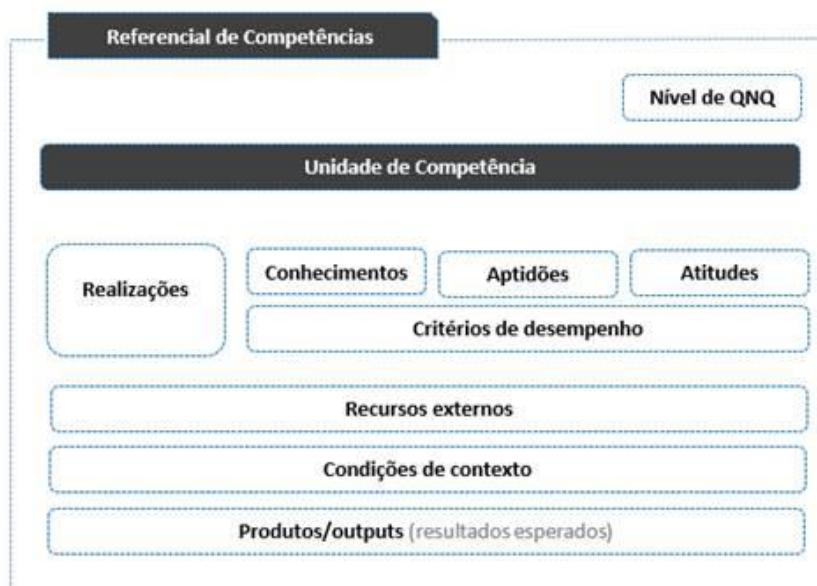 Referencial de Competências
Nível de QNQ
Unidade de Competência
Realizações
Conhecimentos
Aptidões
Atitudes
Critérios de desempenho
Recursos externos
Condições de contexto
Produtos/outputs (resultados esperados)